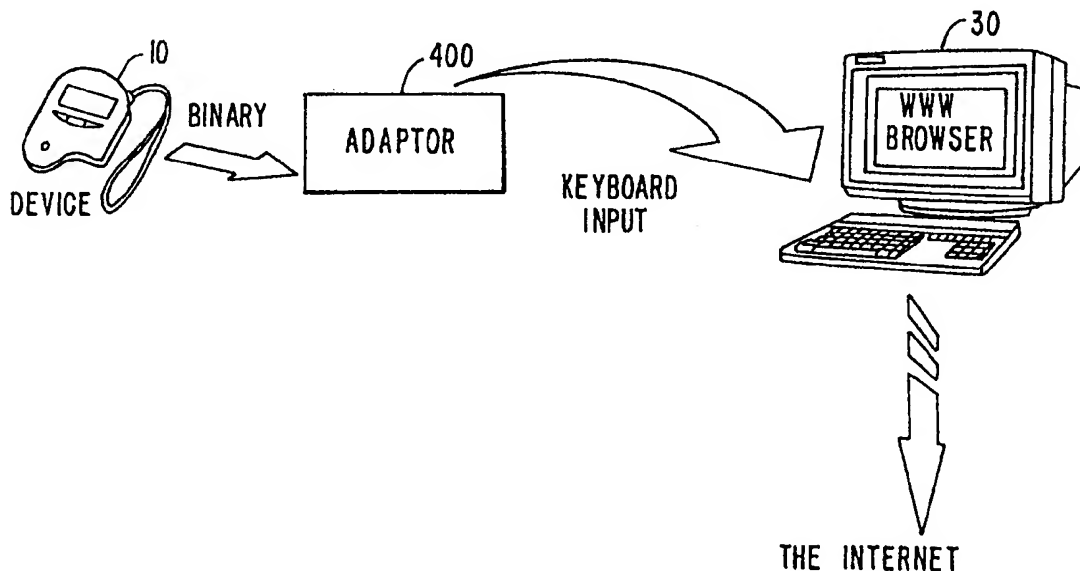 10
400
30
BINARY
ADAPTOR
WWW
BROWSER
DEVICE
KEYBOARD
INPUT
THE INTERNET